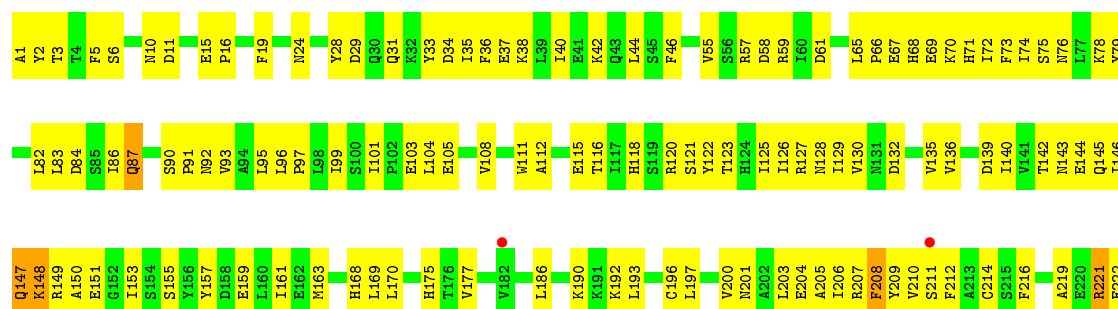 A1 Y2 T3 T4 F5 S6 N10 D11 E15 P16 F19 N24 Y28 D29 Q30 Q31 K32 Y33 D34 I35 F36 E37 K38 L39 I40 E41 K42 Q43 L44 S45 F46 V55 S56 R57 D58 R59 I60 D61 L65 P66 E67 H68 E69 K70 H71 I72 F73 I74 S75 N76 L77 K78 Y79
L82 L83 D84 S85 I86 Q87 S90 P91 N92 V93 A94 L95 L96 P97 L98 I99 S100 I101 P102 E103 L104 E105 V108 W111 A112 E115 T116 I117 H118 S119 R120 S121 Y122 T123 H124 I125 I126 R127 N128 I129 V130 N131 D132 V135 V136 D139 I140 V141 T142 N143 E144 Q145 I146
Q147 K148 R149 A150 E151 G152 I153 S154 S155 Y156 Y157 D158 E159 L160 I161 E162 M163 H168 L169 L170 H175 T176 V177 V182 L186 K190 K191 K192 L193 C196 L197 V200 N201 A202 L203 E204 A205 I206 R207 F208 Y209 V210 S211 F212 A213 C214 S215 F216 A219 E220 R221